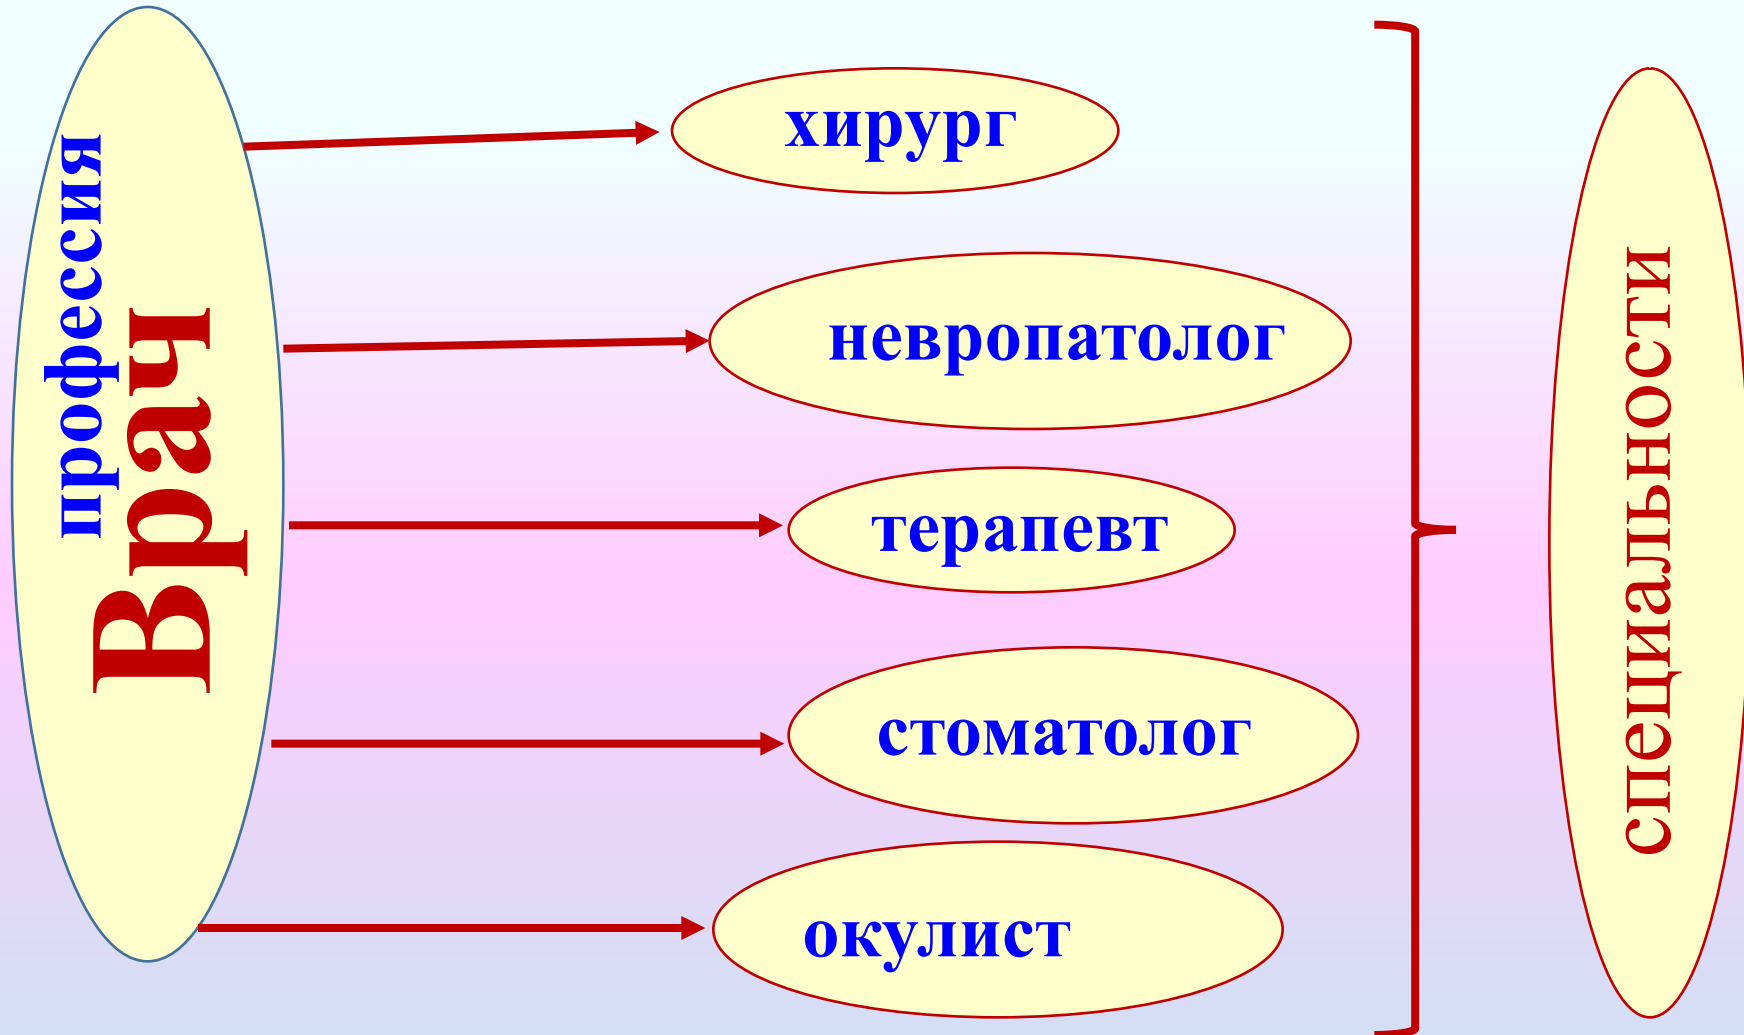 профессия
Врач
хирург
невропатолог
терапевт
стоматолог
окулист
специальности